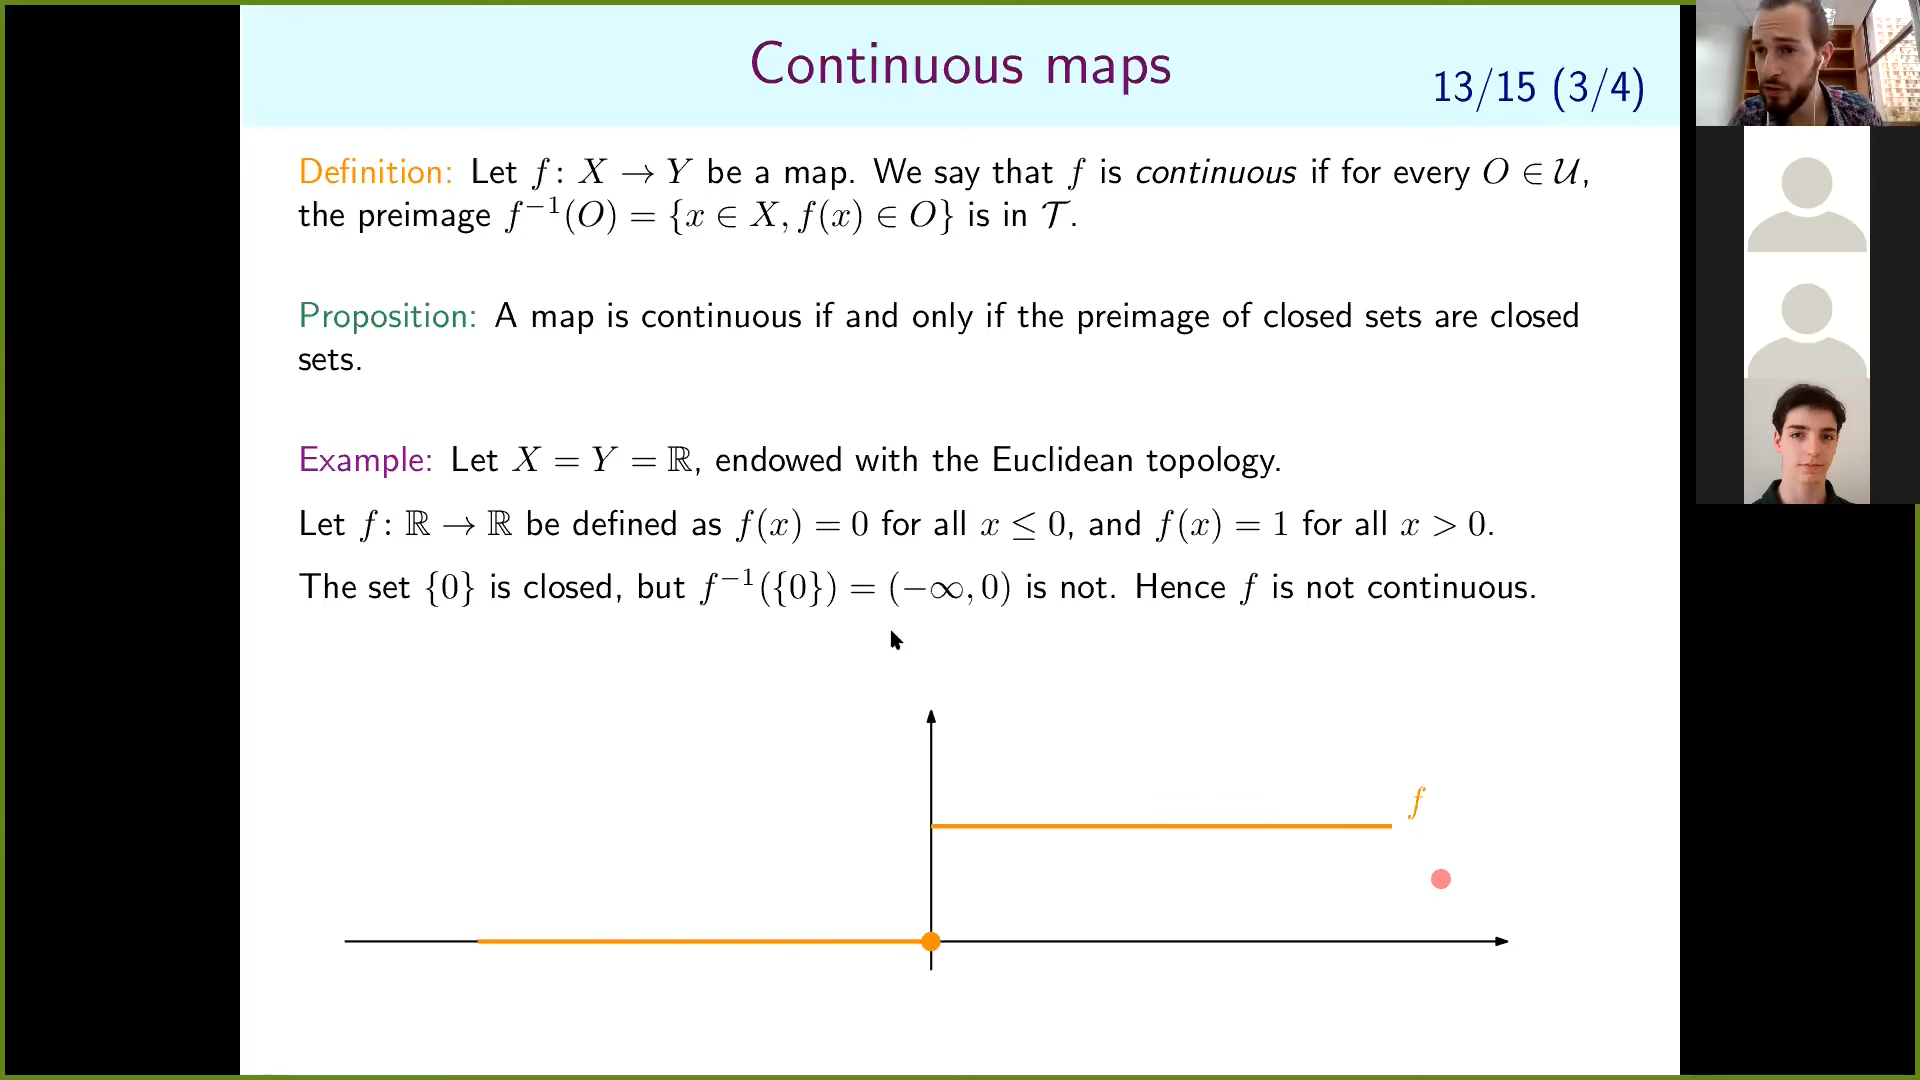 Continuous maps
13/15 (3/4)
Definition: Let f : X → Y be a map. We say that f is continuous if for every O ∈ 𝒰,
the preimage f⁻¹(O) = {x ∈ X, f(x) ∈ O} is in 𝒯.
Proposition: A map is continuous if and only if the preimage of closed sets are closed
sets.
Example: Let X = Y = ℝ, endowed with the Euclidean topology.
Let f : ℝ → ℝ be defined as f(x) = 0 for all x ≤ 0, and f(x) = 1 for all x > 0.
The set {0} is closed, but f⁻¹({0}) = (−∞, 0) is not. Hence f is not continuous.
f